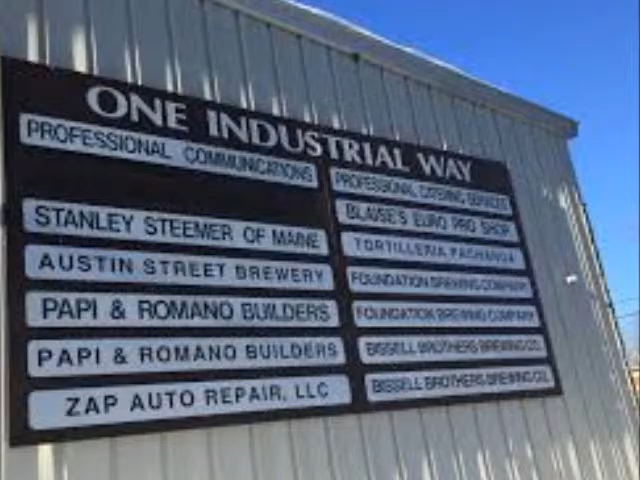 ONE INDUSTRIAL WAY
PROFESSIONAL COMMUNICATIONS
STANLEY STEEMER OF MAINE
AUSTIN STREET BREWERY
PAPI & ROMANO BUILDERS
PAPI & ROMANO BUILDERS
ZAP AUTO REPAIR, LLC
PROFESSIONAL CATERING SERVICES
BLAISE'S EURO PRO SHOP
TORTILLERIA PACHANGA
FOUNDATION BREWING COMPANY
FOUNDATION BREWING COMPANY
BISSELL BROTHERS BREWING CO.
BISSELL BROTHERS BREWING CO.